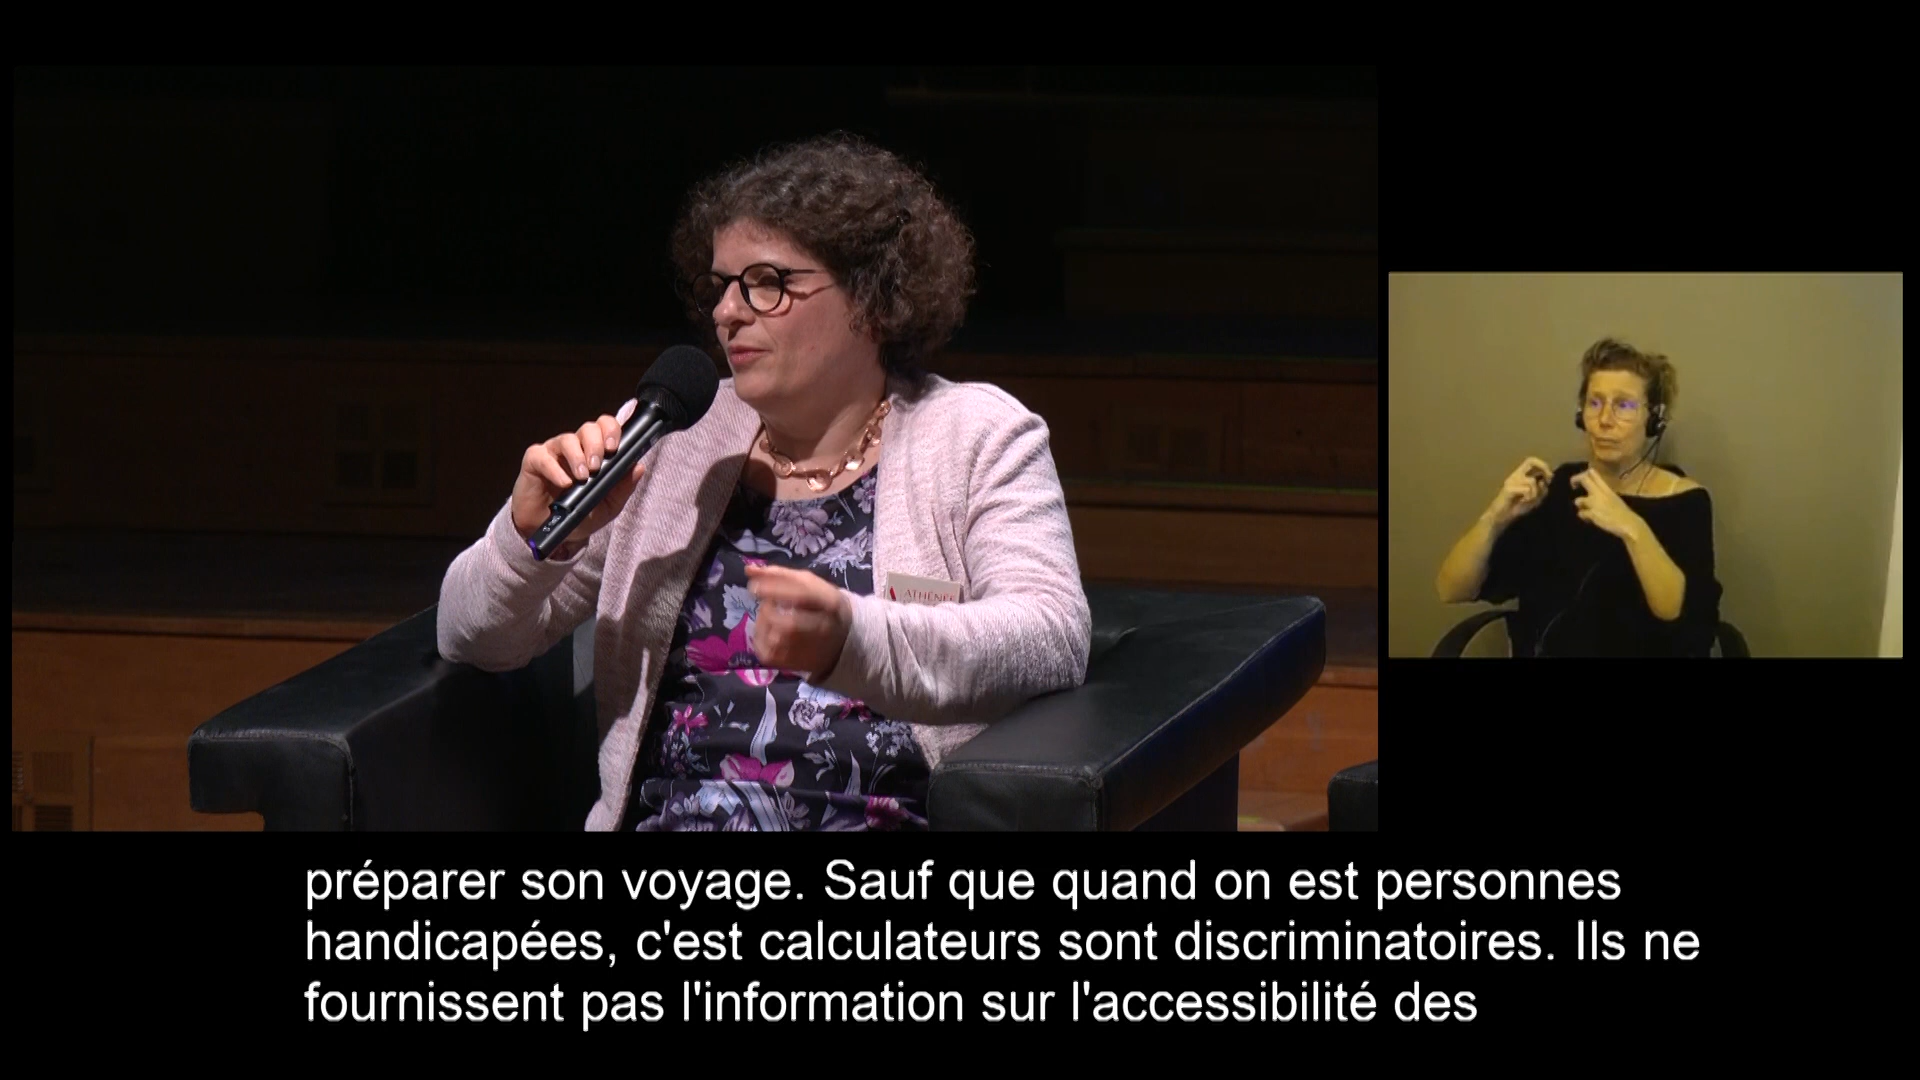 ATHÉNÉE
préparer son voyage. Sauf que quand on est personnes
handicapées, c'est calculateurs sont discriminatoires. Ils ne
fournissent pas l'information sur l'accessibilité des